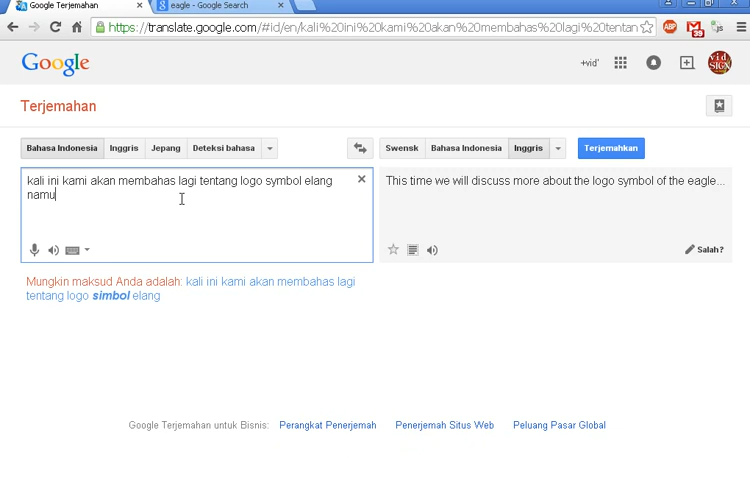 Google Terjemahan
eagle - Google Search
https://translate.google.com/#id/en/kali%20ini%20kami%20akan%20membahas%20lagi%20tentan
ABP
39
Google
+vid'
vid SIGN
Terjemahan
Bahasa Indonesia Inggris Jepang Deteksi bahasa
Swensk Bahasa Indonesia Inggris Terjemahkan
kali ini kami akan membahas lagi tentang logo symbol elang
namu
This time we will discuss more about the logo symbol of the eagle...
Salah?
Mungkin maksud Anda adalah: kali ini kami akan membahas lagi
tentang logo simbol elang
Google Terjemahan untuk Bisnis: Perangkat Penerjemah Penerjemah Situs Web Peluang Pasar Global